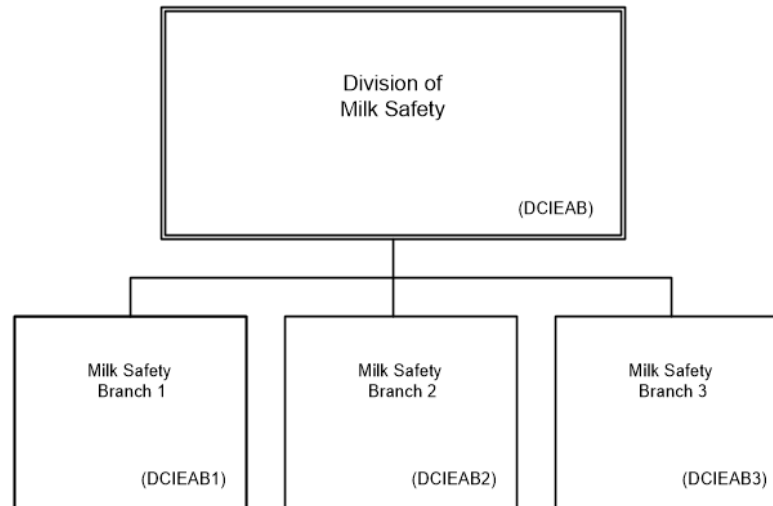 Division of
Milk Safety
(DCIEAB)
Milk Safety
Branch 1
(DCIEAB1)
Milk Safety
Branch 2
(DCIEAB2)
Milk Safety
Branch 3
(DCIEAB3)